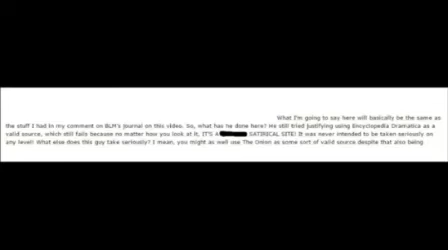 What I'm going to say here will basically be the same as
the stuff I had in my comment on BLM's journal on this video. So, what has he done here? He still tried justifying using Encyclopedia Dramatica as a
valid source, which still fails because no matter how you look at it, IT'S A SATIRICAL SITE! It was never intended to be taken seriously on
any level! What else does this guy take seriously? I mean, you might as well use The Onion as some sort of valid source despite that also being